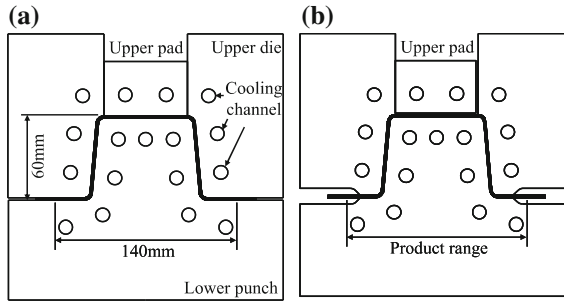 (a)
Upper pad
Upper die
Cooling
channel
60mm
140mm
Lower punch
(b)
Upper pad
Product range